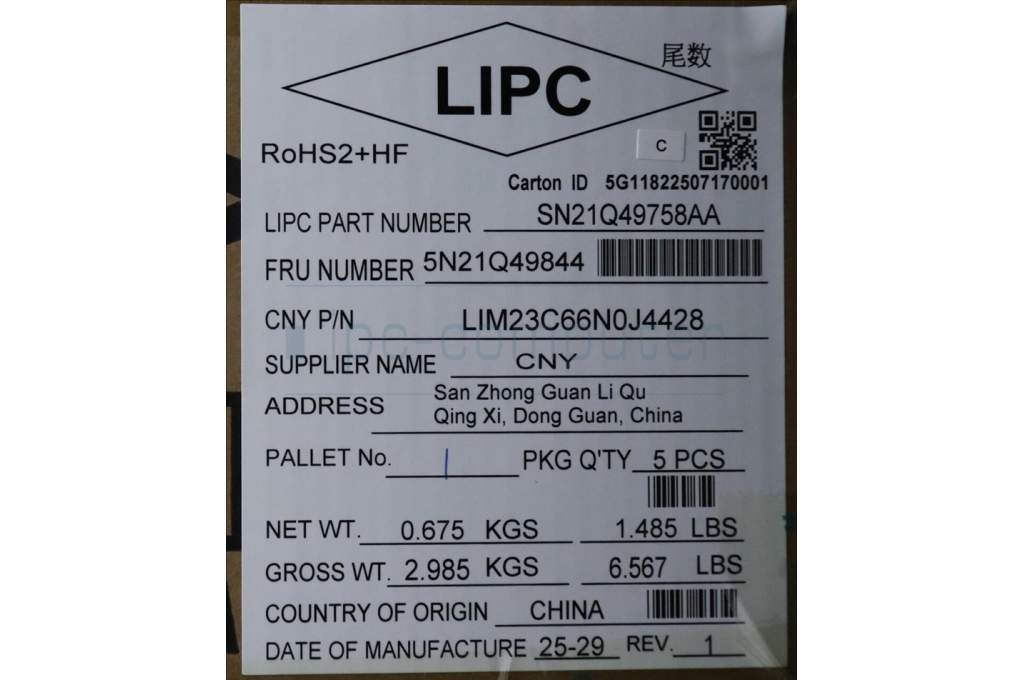 尾数
LIPC
C
RoHS2+HF
Carton ID 5G11822507170001
LIPC PART NUMBER SN21Q49758AA
FRU NUMBER 5N21Q49844
CNY P/N LIM23C66N0J4428
ipc-computer
SUPPLIER NAME CNY
ADDRESS San Zhong Guan Li Qu
Qing Xi, Dong Guan, China
PALLET No. 1 PKG Q'TY 5 PCS
NET WT. 0.675 KGS 1.485 LBS
GROSS WT. 2.985 KGS 6.567 LBS
COUNTRY OF ORIGIN CHINA
DATE OF MANUFACTURE 25-29 REV. 1